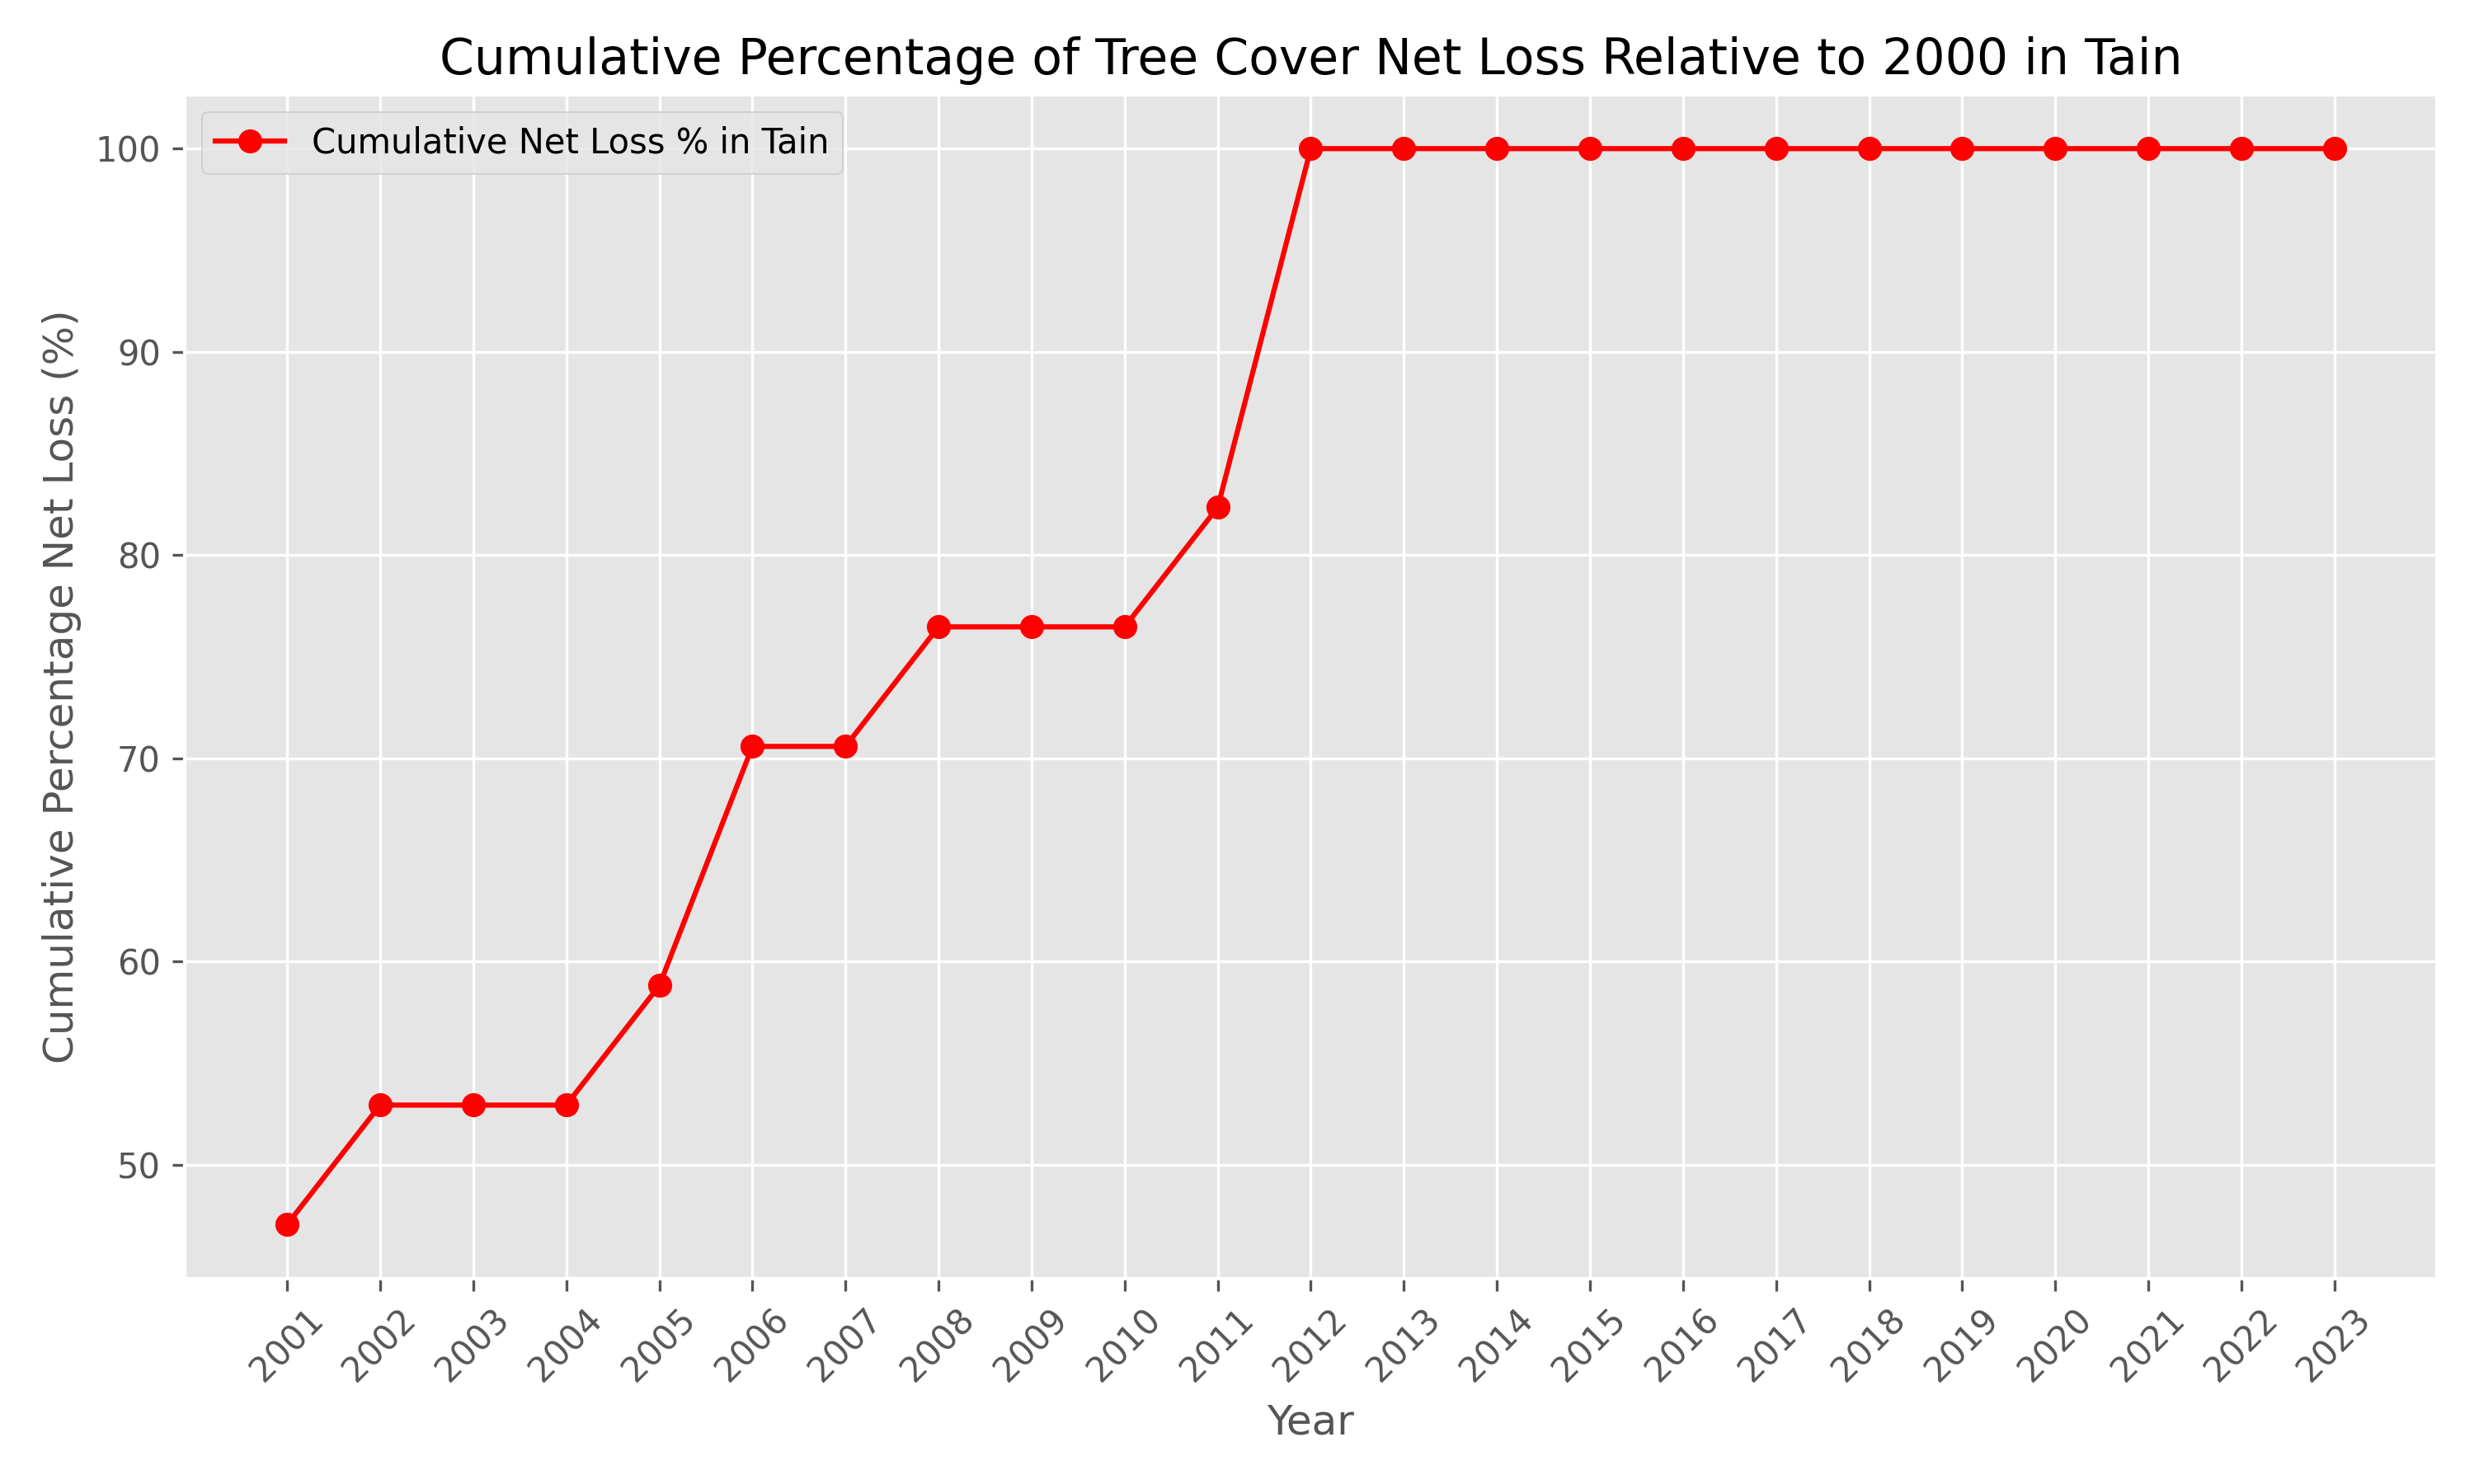 Cumulative Percentage of Tree Cover Net Loss Relative to 2000 in Tain
Cumulative Net Loss % in Tain
Cumulative Percentage Net Loss (%)
100
90
80
70
60
50
2001 2002 2003 2004 2005 2006 2007 2008 2009 2010 2011 2012 2013 2014 2015 2016 2017 2018 2019 2020 2021 2022 2023
Year